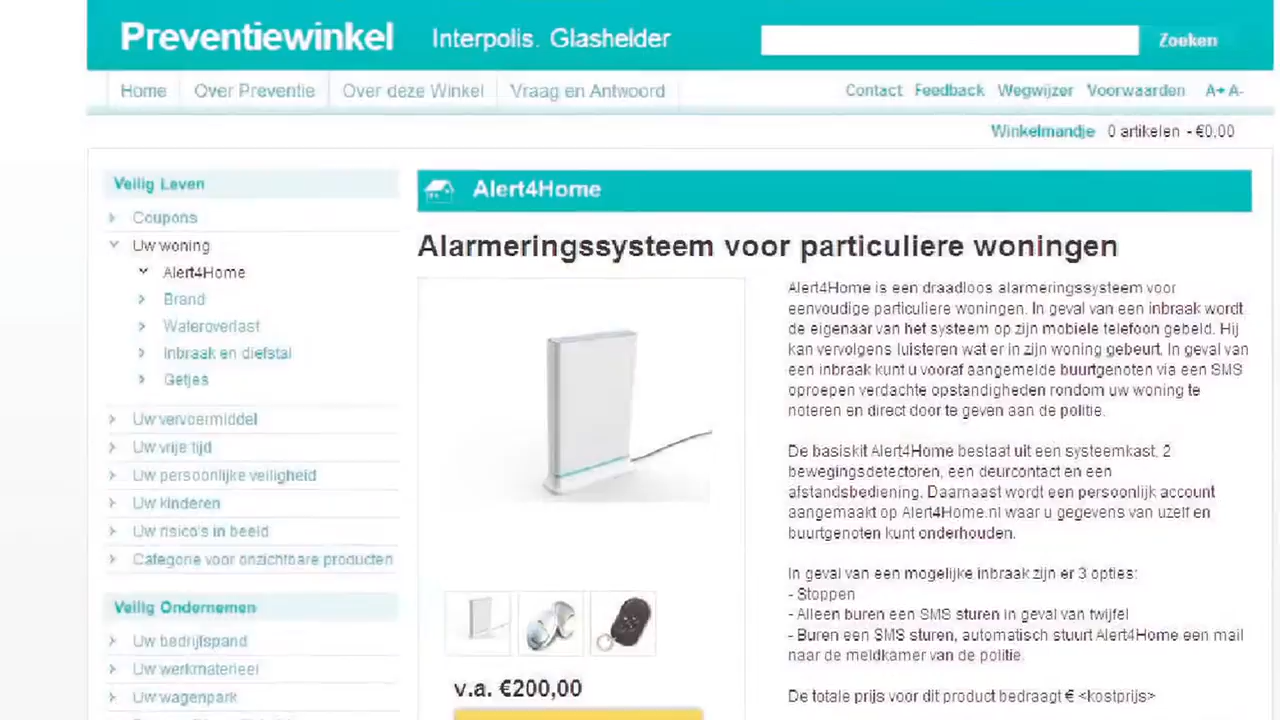 Preventiewinkel Interpolis. Glashelder Zoeken
Home Over Preventie Over deze Winkel Vraag en Antwoord Contact Feedback Wegwijzer Voorwaarden A+ A-
Winkelmandje 0 artikelen - €0,00
Veilig Leven
Coupons
Uw woning
Alert4Home
Brand
Wateroverlast
Inbraak en diefstal
Getjes
Uw vervoermiddel
Uw vrije tijd
Uw persoonlijke veiligheid
Uw kinderen
Uw risico's in beeld
Categorie voor onzichtbare producten
Veilig Ondernemen
Uw bedrijfspand
Uw werkmaterieel
Uw wagenpark
Alert4Home
Alarmeringssysteem voor particuliere woningen
Alert4Home is een draadloos alarmeringssysteem voor
eenvoudige particuliere woningen. In geval van een inbraak wordt
de eigenaar van het systeem op zijn mobiele telefoon gebeld. Hij
kan vervolgens luisteren wat er in zijn woning gebeurt. In geval van
een inbraak kunt u vooraf aangemelde buurtgenoten via een SMS
oproepen verdachte opstandigheden rondom uw woning te
noteren en direct door te geven aan de politie.
De basiskit Alert4Home bestaat uit een systeemkast, 2
bewegingsdetectoren, een deurcontact en een
afstandsbediening. Daarnaast wordt een persoonlijk account
aangemaakt op Alert4Home.nl waar u gegevens van uzelf en
buurtgenoten kunt onderhouden.
In geval van een mogelijke inbraak zijn er 3 opties:
- Stoppen
- Alleen buren een SMS sturen in geval van twijfel
- Buren een SMS sturen, automatisch stuurt Alert4Home een mail
naar de meldkamer van de politie.
De totale prijs voor dit product bedraagt € <kostprijs>
v.a. €200,00